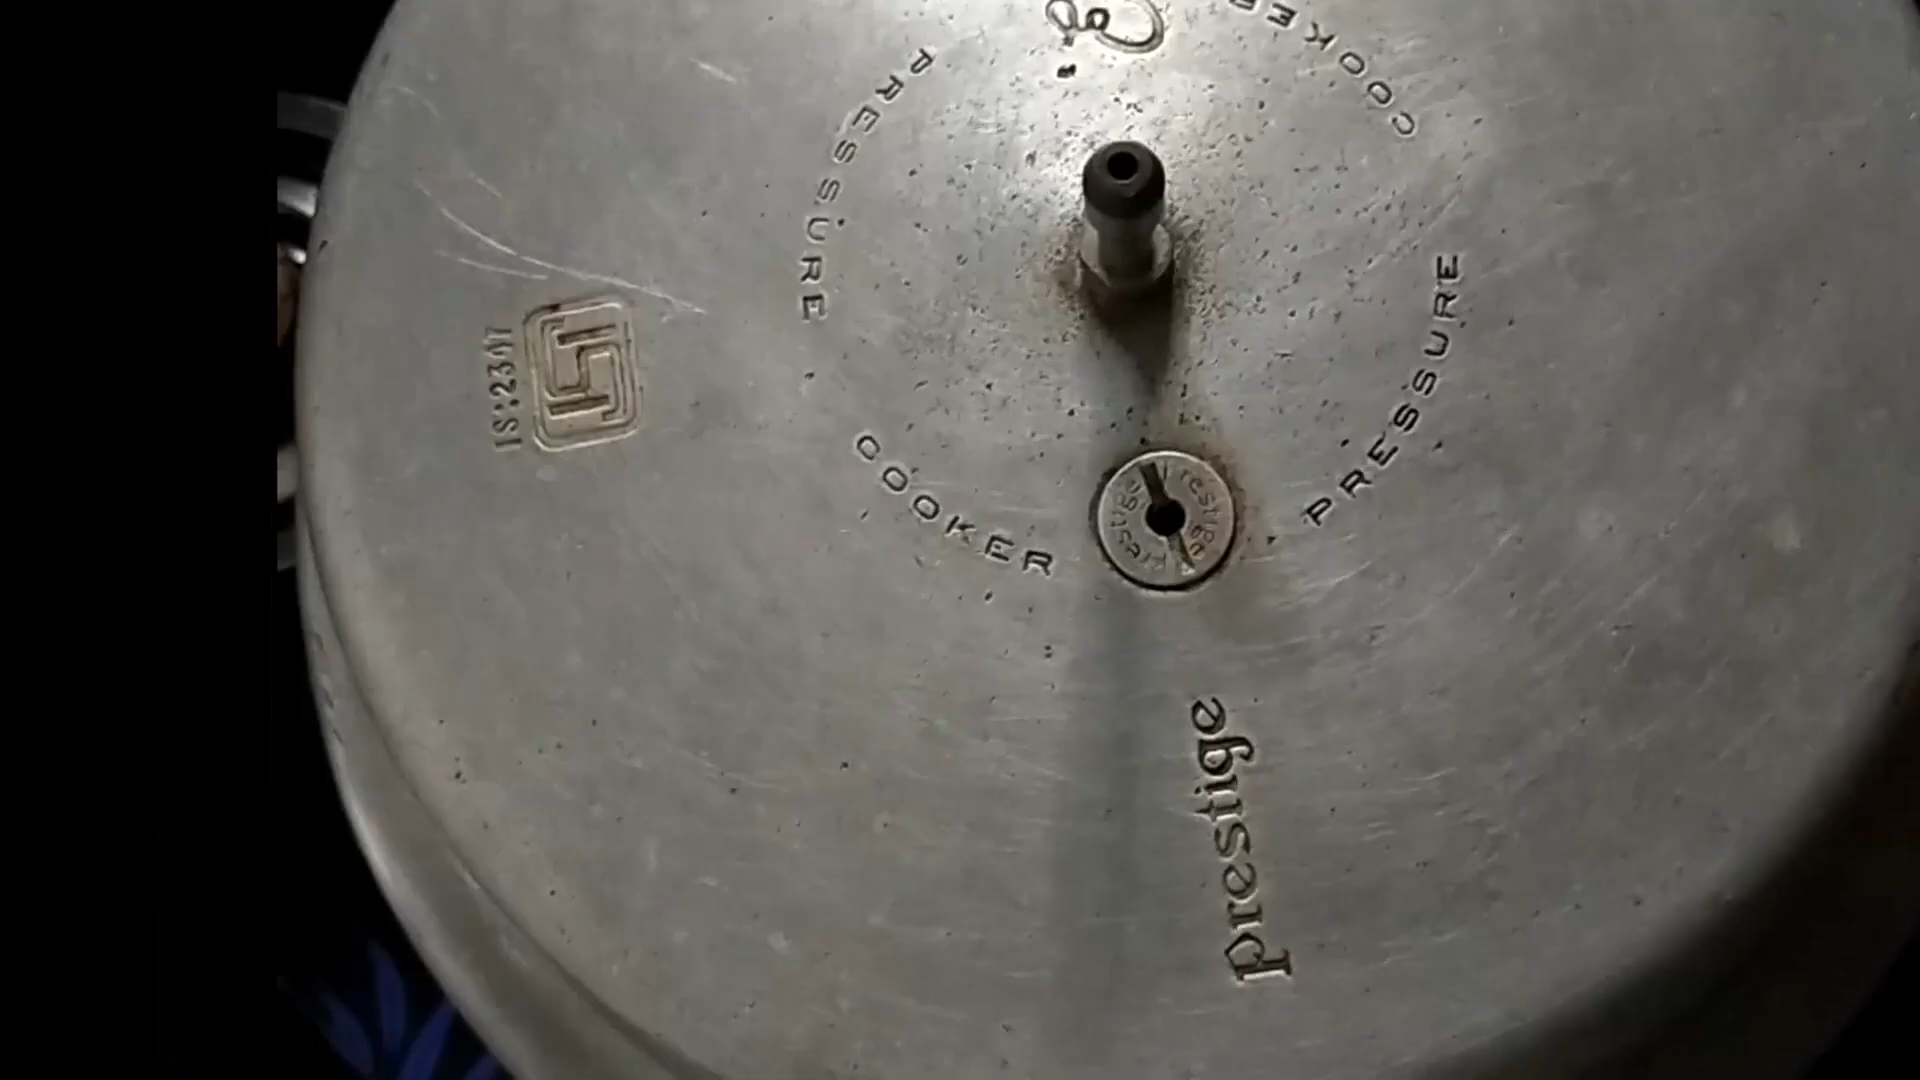 PRESSURE
COOKER
PRESSURE
COOKER
IS:2347
prestige
prestige
Prestige